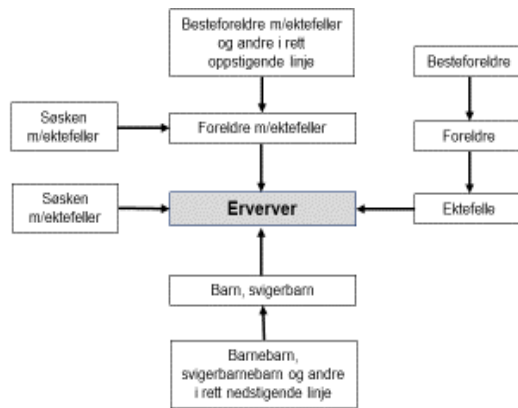 Besteforeldre m/ektefeller
og andre i rett
oppstigende linje
Besteforeldre
Søsken
m/ektefeller
Foreldre m/ektefeller
Foreldre
Søsken
m/ektefeller
Erverver
Ektefelle
Barn, svigerbarn
Barnebarn,
svigerbarnebarn og andre
i rett nedstigende linje